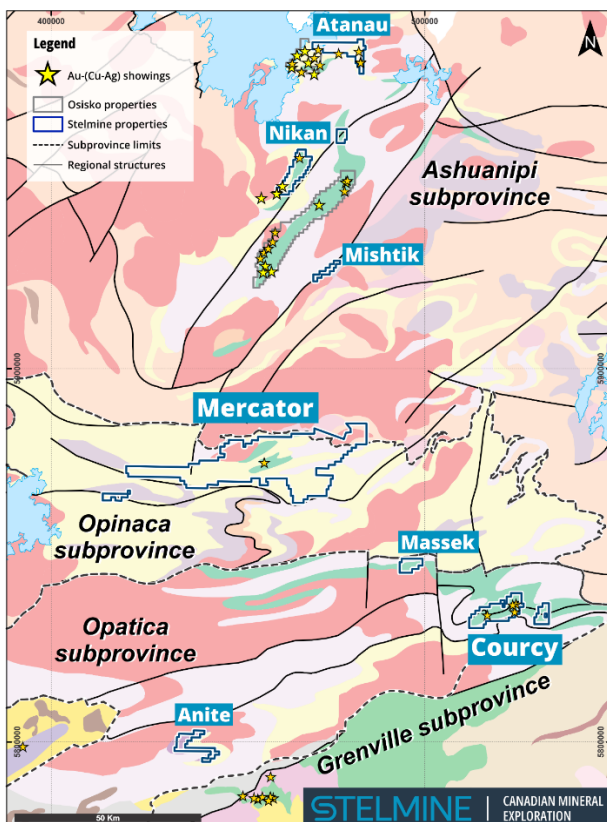 400000
500000
Atanau
N
Legend
Au-(Cu-Ag) showings
Osisko properties
Stelmine properties
Subprovince limits
Regional structures
Nikan
Ashuanipi
subprovince
Mishtik
5900000
5900000
Mercator
Opinaca
subprovince
Massek
Opatica
subprovince
Courcy
Anite
Grenville subprovince
5800000
5800000
50 Km
STELMINE
CANADIAN MINERAL
EXPLORATION